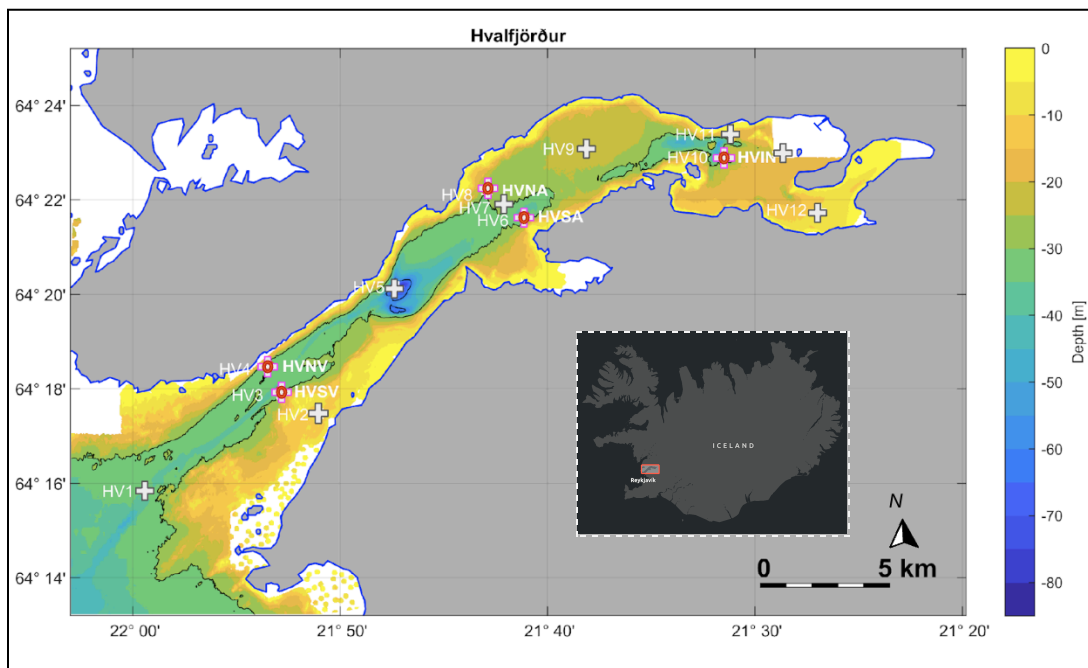 Hvalfjörður
64° 24'
64° 22'
64° 20'
64° 18'
64° 16'
64° 14'
HV11
HV9
HV10 HVIN
HV8 HVNA
HV7
HV6 HVSA
HV12
HV5
HV4 HVNV
HV3 HVSV
HV2
HV1
ICELAND
Reykjavik
N
0 5 km
22° 00'
21° 50'
21° 40'
21° 30'
21° 20'
0
-10
-20
-30
-40
-50
-60
-70
-80
Depth [m]